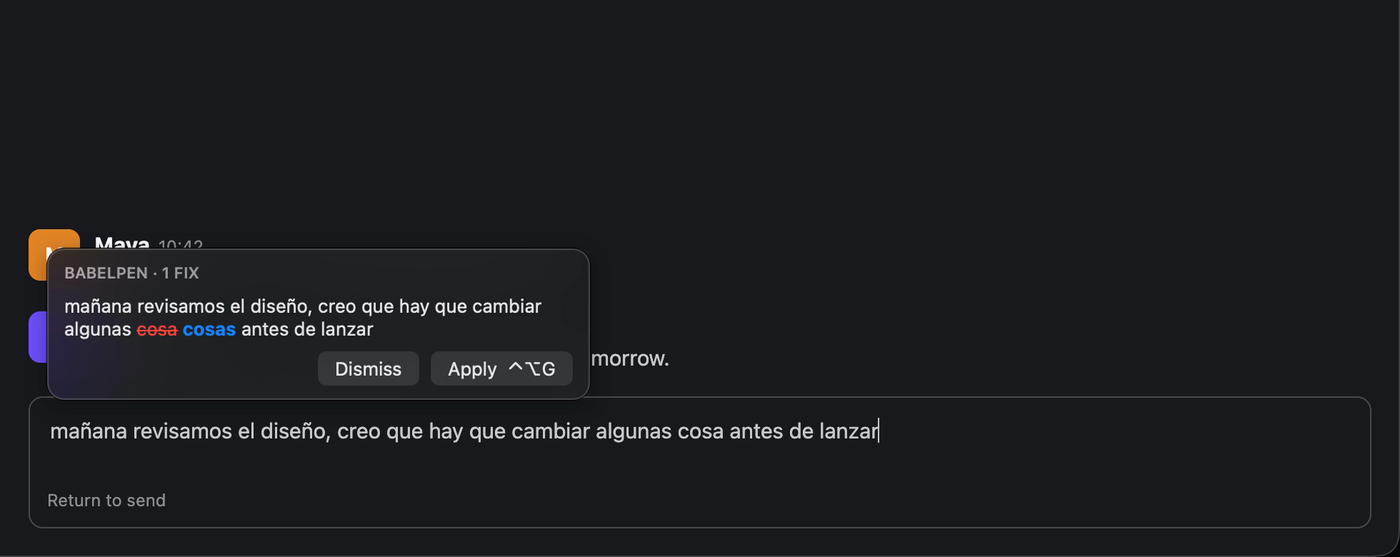 Maya 10:42
BABELPEN · 1 FIX
mañana revisamos el diseño, creo que hay que cambiar
algunas cosa cosas antes de lanzar
Dismiss Apply ^⌥G
morrow.
mañana revisamos el diseño, creo que hay que cambiar algunas cosa antes de lanzar
Return to send